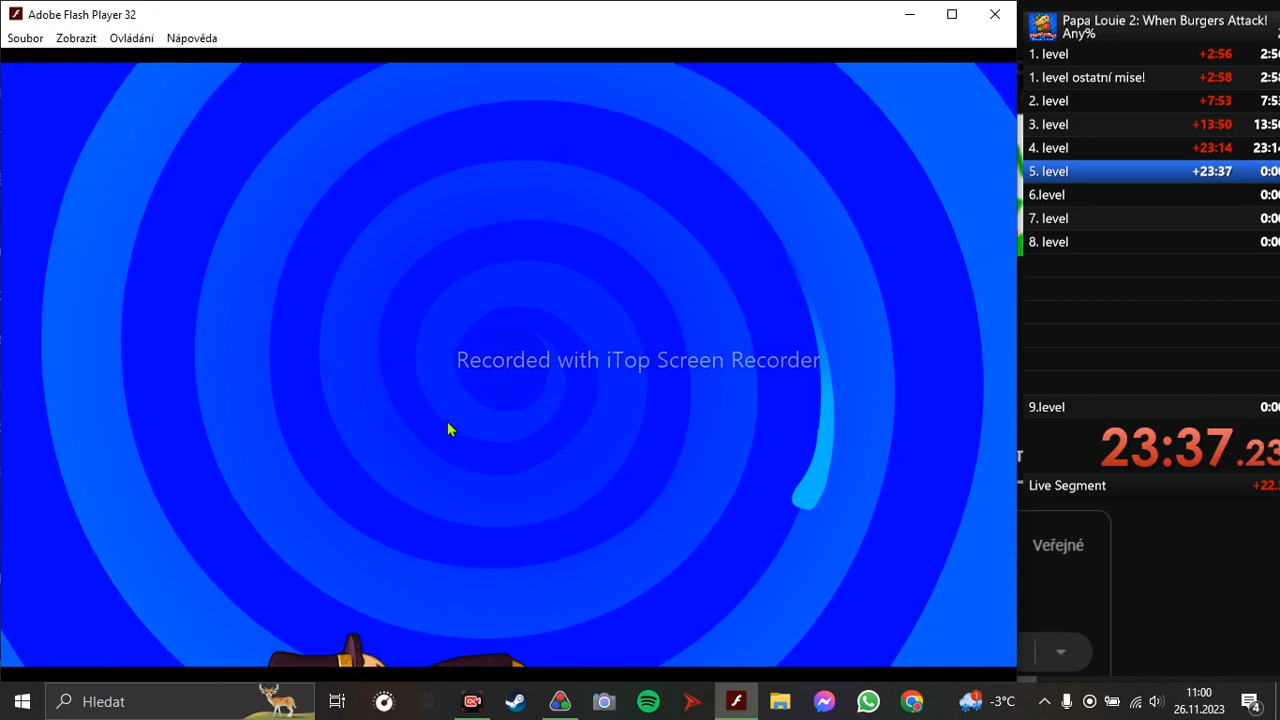 Adobe Flash Player 32
Soubor Zobrazit Ovládání Nápověda
Recorded with iTop Screen Recorder
Papa Louie 2: When Burgers Attack!
Any%
1. level +2:56
1. level ostatní mise! +2:58
2. level +7:53
3. level +13:50
4. level +23:14
5. level +23:37
6.level
7. level
8. level
9.level
23:37.23
Live Segment
Veřejné
Hledat
1
-3°C
11:00
26.11.2023
4